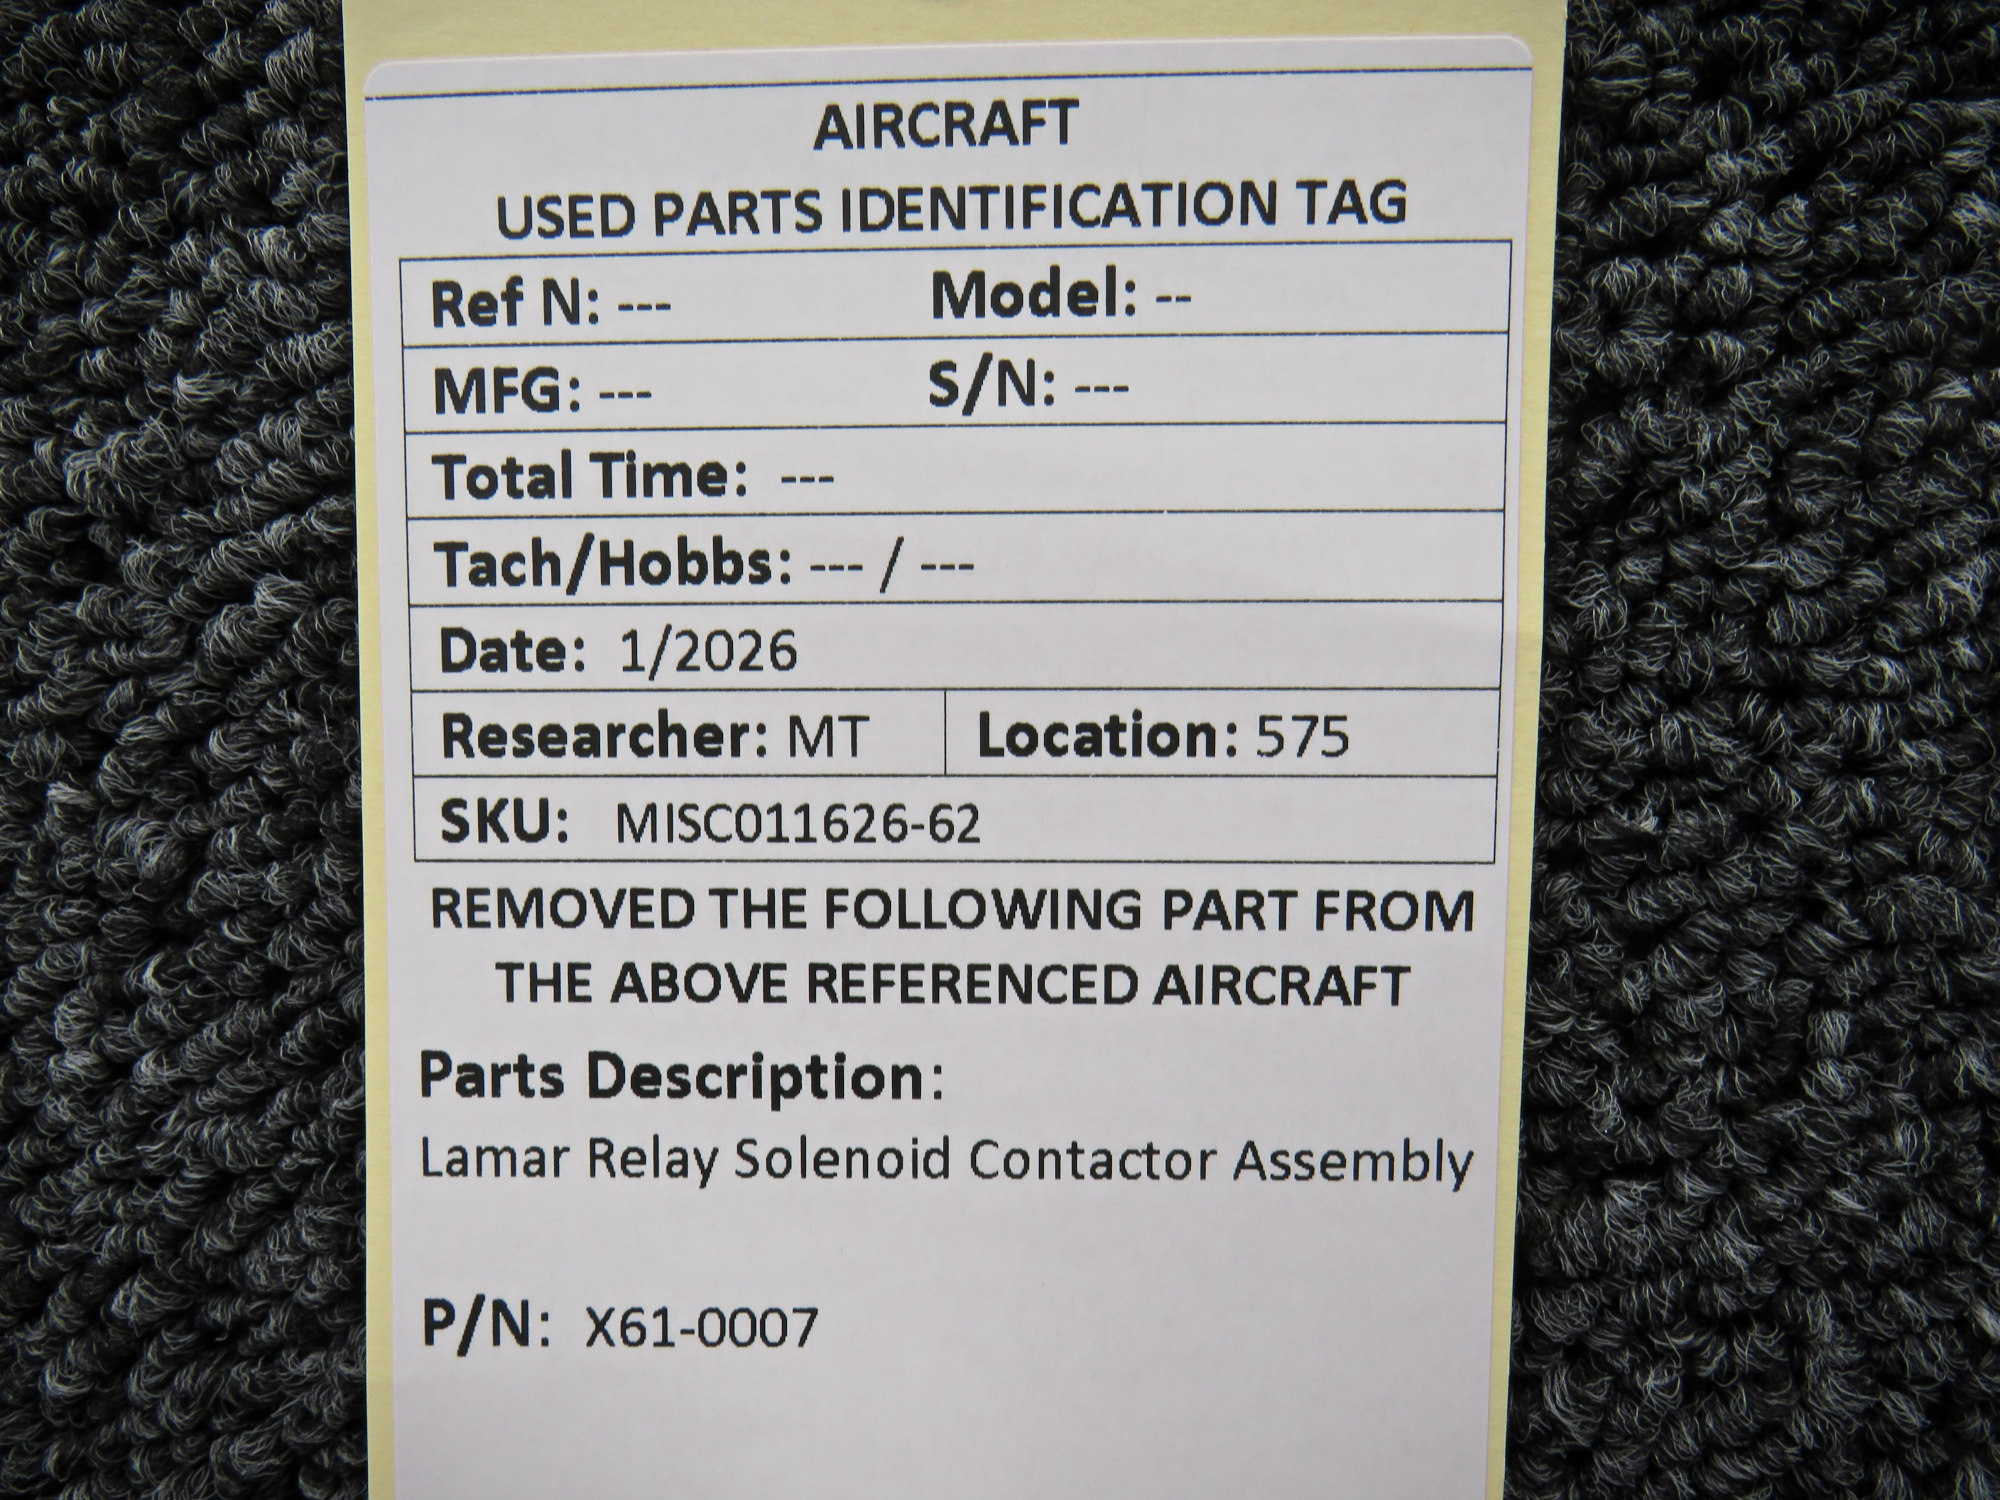 AIRCRAFT
USED PARTS IDENTIFICATION TAG
Ref N: --- Model: --
MFG: --- S/N: ---
Total Time: ---
Tach/Hobbs: --- / ---
Date: 1/2026
Researcher: MT Location: 575
SKU: MISC011626-62
REMOVED THE FOLLOWING PART FROM
THE ABOVE REFERENCED AIRCRAFT
Parts Description:
Lamar Relay Solenoid Contactor Assembly
P/N: X61-0007